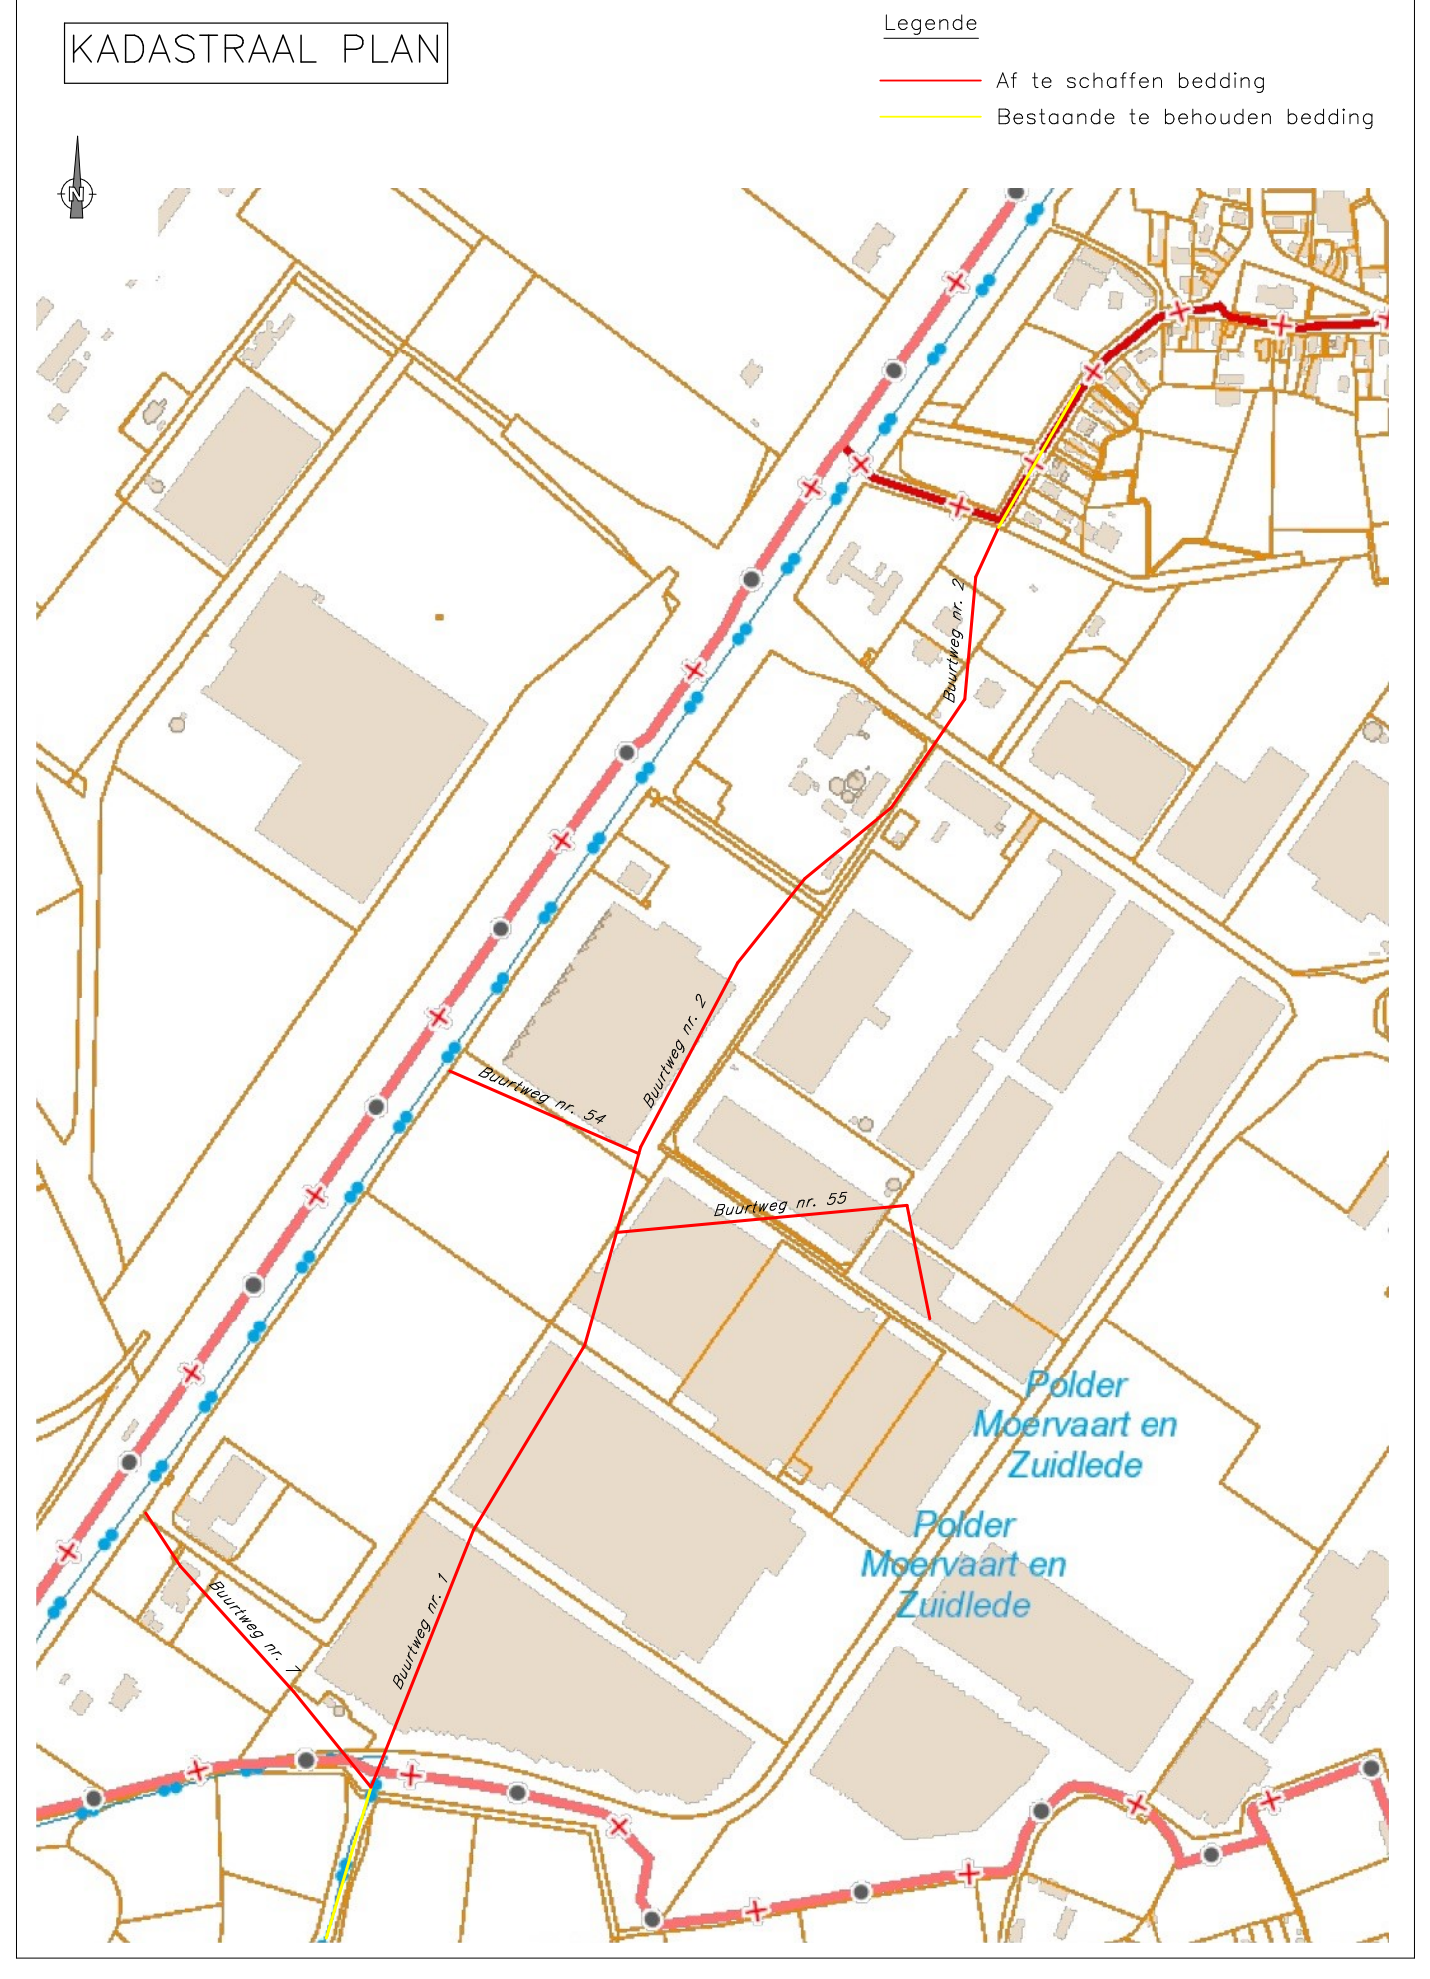 Legende
KADASTRAAL PLAN
Af te schaffen bedding
Bestaande te behouden bedding
N
Buurtweg nr. 2
Buurtweg nr. 2
Buurtweg nr. 54
Buurtweg nr. 55
Polder
Moervaart en
Zuidlede
Polder
Moervaart en
Zuidlede
Buurtweg nr. 1
Buurtweg nr. 7